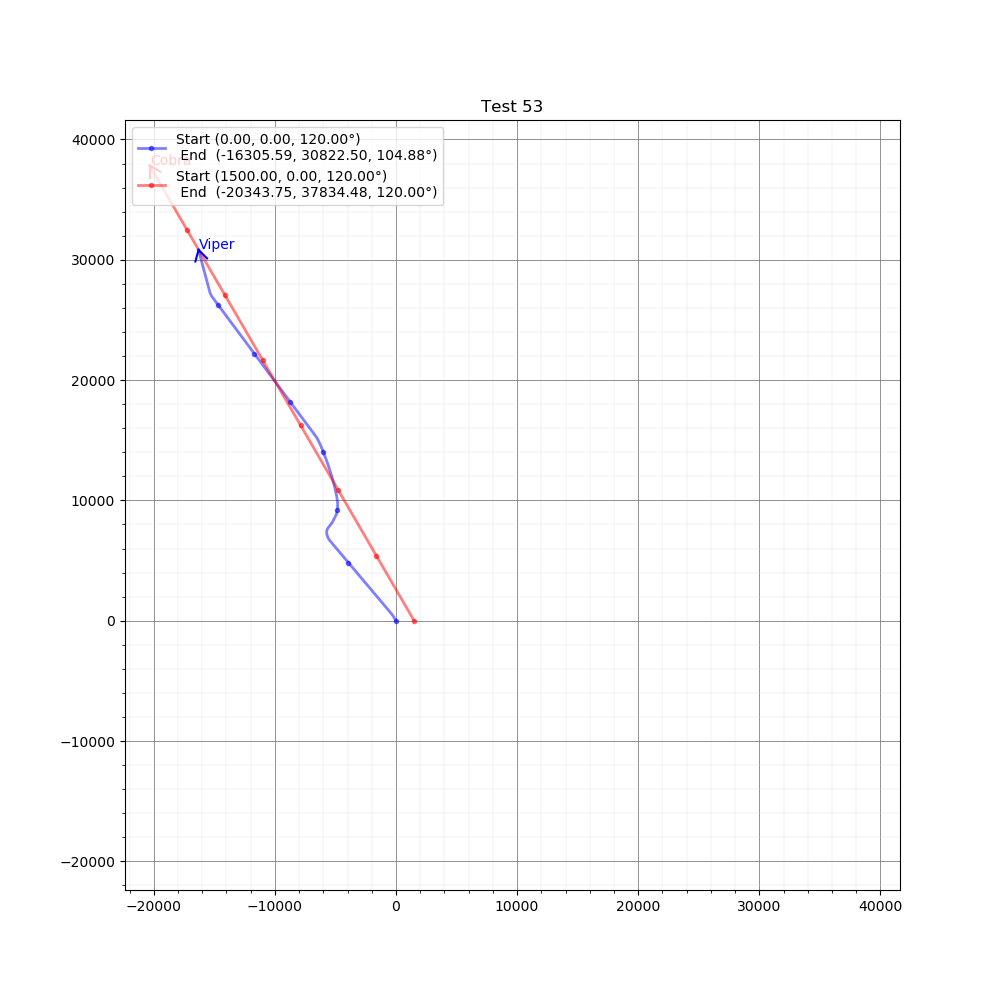 Test 53
Start (0.00, 0.00, 120.00°)
End (-16305.59, 30822.50, 104.88°)
Start (1500.00, 0.00, 120.00°)
End (-20343.75, 37834.48, 120.00°)
Cobra
Viper
40000
30000
20000
10000
0
−10000
−20000
−20000 −10000 0 10000 20000 30000 40000